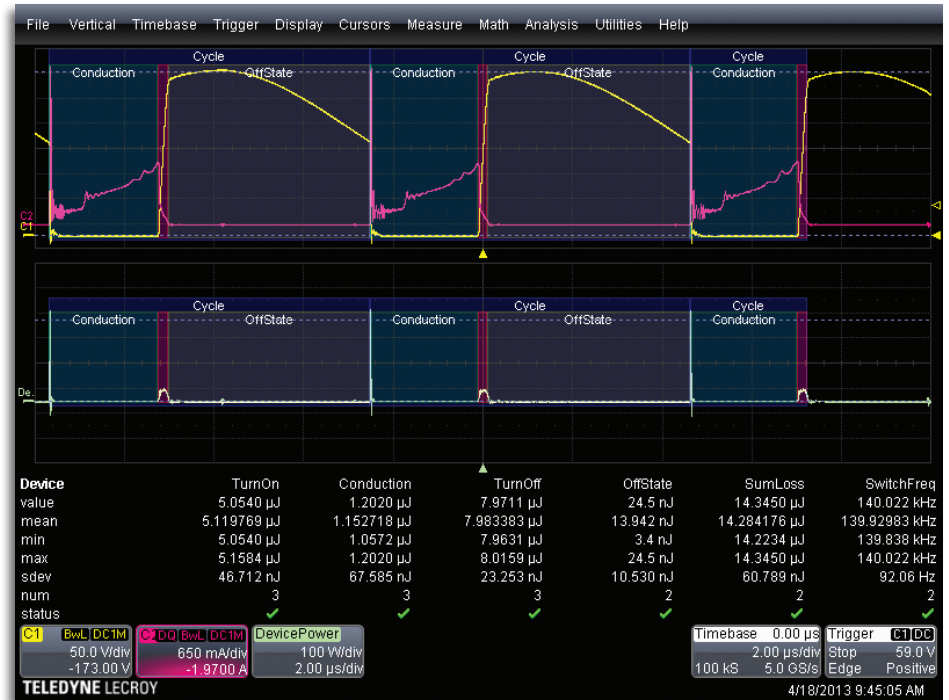 File Vertical Timebase Trigger Display Cursors Measure Math Analysis Utilities Help
Cycle Cycle Cycle
Conduction OffState Conduction OffState Conduction
C2
C1
Cycle Cycle Cycle
Conduction OffState Conduction OffState Conduction
De.
Device TurnOn Conduction TurnOff OffState SumLoss SwitchFreq
value 5.0540 µJ 1.2020 µJ 7.9711 µJ 24.5 nJ 14.3450 µJ 140.022 kHz
mean 5.119769 µJ 1.152718 µJ 7.983383 µJ 13.942 nJ 14.284176 µJ 139.92983 kHz
min 5.0540 µJ 1.0572 µJ 7.9631 µJ 3.4 nJ 14.2234 µJ 139.838 kHz
max 5.1584 µJ 1.2020 µJ 8.0159 µJ 24.5 nJ 14.3450 µJ 140.022 kHz
sdev 46.712 nJ 67.585 nJ 23.253 nJ 10.530 nJ 60.789 nJ 92.06 Hz
num 3 3 3 2 2 2
status
C1 BwL DC1M C2 DQ BwL DC1M DevicePower Timebase 0.00 µs Trigger C1 DC
50.0 V/div 650 mA/div 100 W/div 2.00 µs/div Stop 59.0 V
-173.00 V -1.9700 A 2.00 µs/div 100 kS 5.0 GS/s Edge Positive
TELEDYNE LECROY 4/18/2013 9:45:05 AM